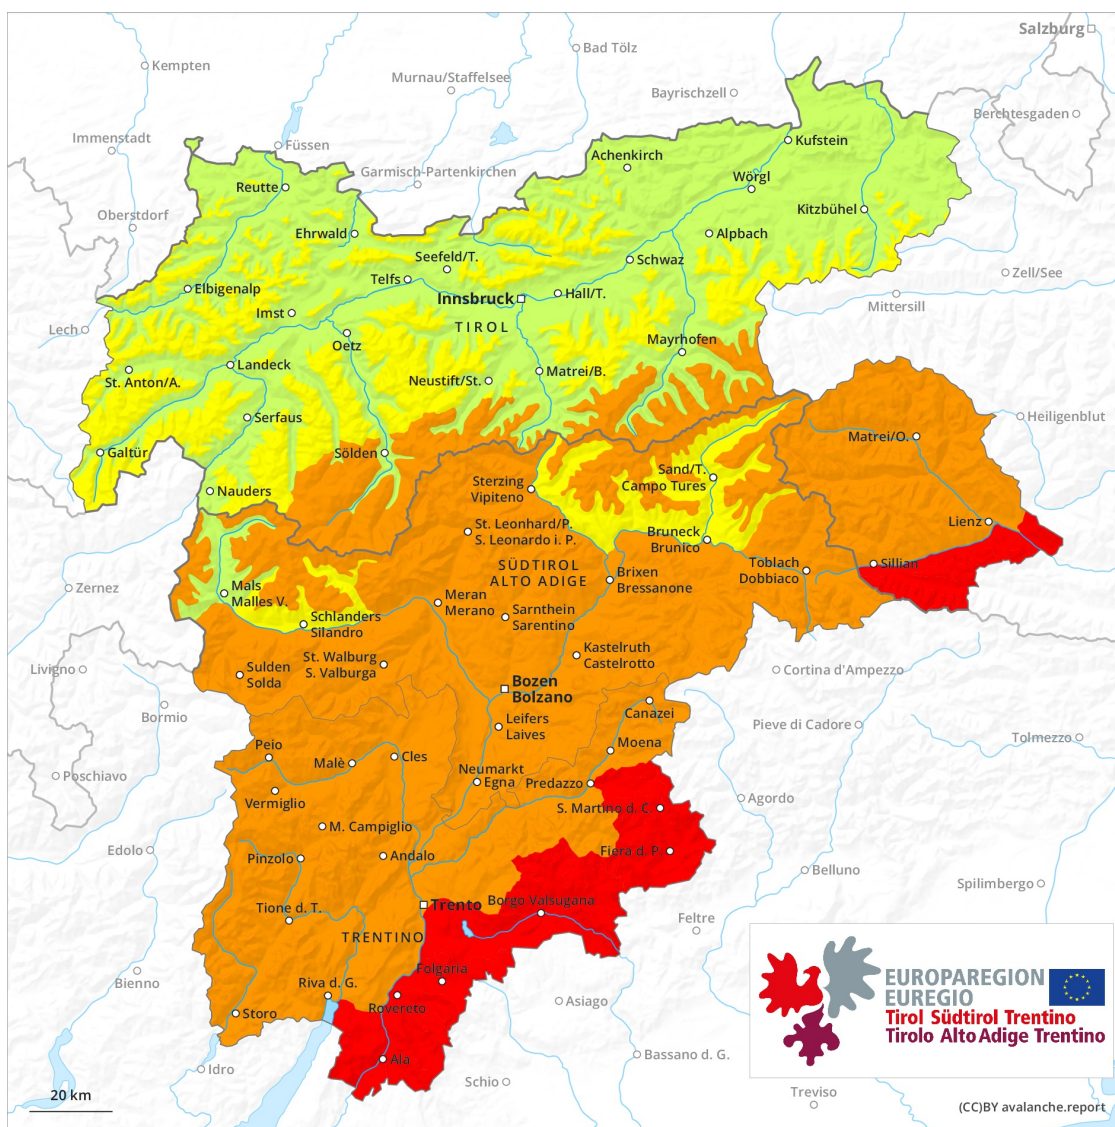 Salzburg
Bad Tölz
Kempten
Murnau/Staffelsee
Bayrischzell
Berchtesgaden
Immenstadt
Füssen
Kufstein
Achenkirch
Garmisch-Partenkirchen
Wörgl
Reutte
Kitzbühel
Oberstdorf
Ehrwald
Alpbach
Seefeld/T.
Schwaz
Zell/See
Telfs
Elbigenalp
Hall/T.
Innsbruck
Mittersill
Imst
TIROL
Lech
Oetz
Mayrhofen
Landeck
Matrei/B.
St. Anton/A.
Neustift/St.
Serfaus
Heiligenblut
Matrei/O.
Galtür
Sölden
Sand/T.
Campo Tures
Sterzing
Vipiteno
Nauders
Lienz
St. Leonhard/P.
S. Leonardo i. P.
Bruneck
Brunico
SÜDTIROL
ALTO ADIGE
Toblach
Dobbiaco
Sillian
Brixen
Bressanone
Zernez
Mals
Malles V.
Meran
Merano
Sarnthein
Sarentino
Schlanders
Silandro
Kastelruth
Castelrotto
St. Walburg
S. Valburga
Livigno
Sulden
Solda
Cortina d'Ampezzo
Bozen
Bolzano
Bormio
Canazei
Leifers
Laives
Pieve di Cadore
Tolmezzo
Peio
Moena
Cles
Malè
Poschiavo
Neumarkt
Egna
Predazzo
Vermiglio
Agordo
S. Martino d. C.
M. Campiglio
Edolo
Pinzolo
Andalo
Fiera d. P.
Belluno
Spilimbergo
Trento
Borgo Valsugana
Tione d. T.
Feltre
TRENTINO
Folgaria
Bienno
Riva d. G.
Rovereto
Asiago
Storo
EUROPAREGION
EUREGIO
Tirol Südtirol Trentino
Tirolo Alto Adige Trentino
Ala
Bassano d. G.
Idro
Schio
Treviso
20 km
(CC)BY avalanche.report